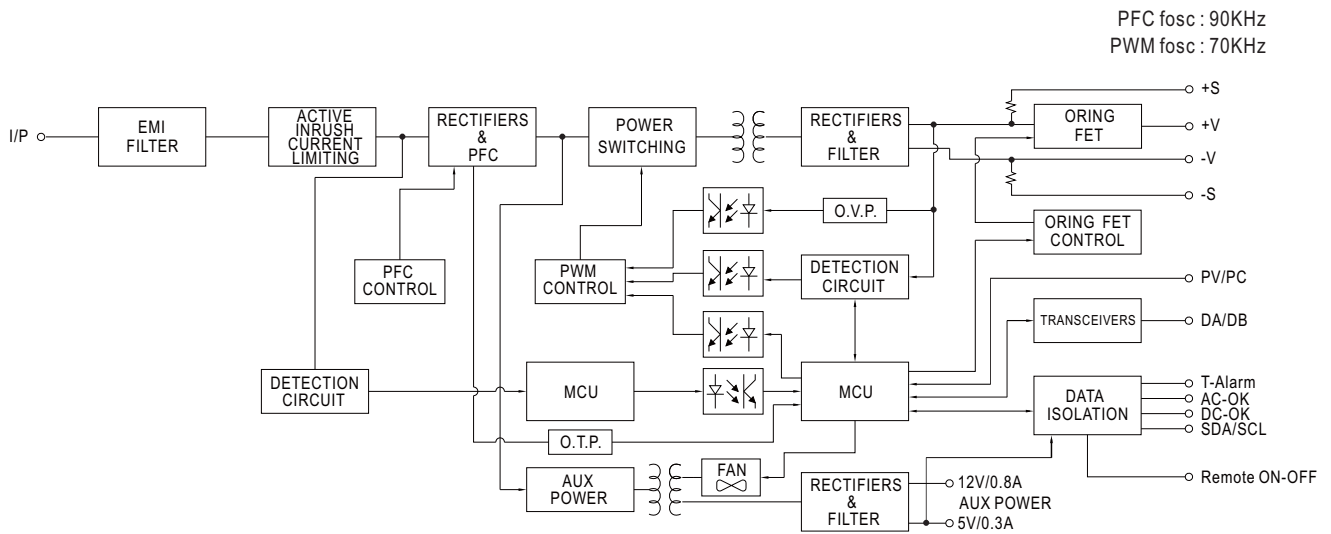 PFC fosc : 90KHz
PWM fosc : 70KHz
I/P
EMI
FILTER
ACTIVE
INRUSH
CURRENT
LIMITING
RECTIFIERS
&
PFC
POWER
SWITCHING
RECTIFIERS
&
FILTER
ORING
FET
+S
+V
-V
-S
O.V.P.
ORING FET
CONTROL
PFC
CONTROL
PWM
CONTROL
DETECTION
CIRCUIT
PV/PC
TRANSCEIVERS
DA/DB
DETECTION
CIRCUIT
MCU
MCU
DATA
ISOLATION
T-Alarm
AC-OK
DC-OK
SDA/SCL
O.T.P.
AUX
POWER
FAN
RECTIFIERS
&
FILTER
12V/0.8A
AUX POWER
5V/0.3A
Remote ON-OFF